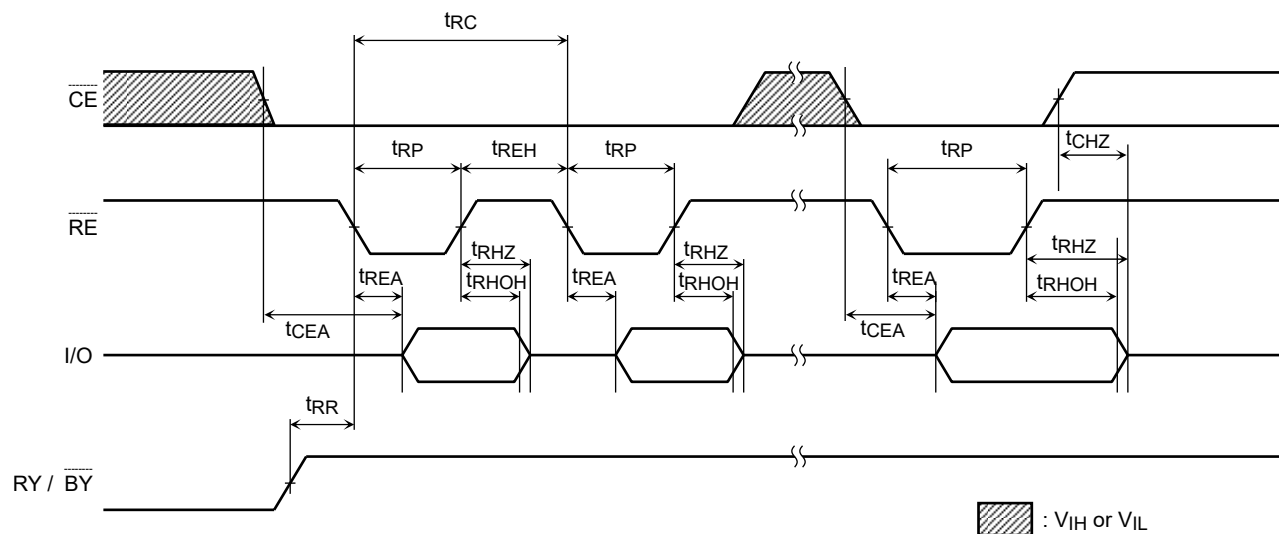 tRC
CE
tRP tREH tRP tRP tCHZ
RE
tREA tRHZ tREA tRHZ tREA tRHZ
tRHOH tRHOH tRHOH
tCEA tCEA
I/O
tRR
RY / BY
: VIH or VIL